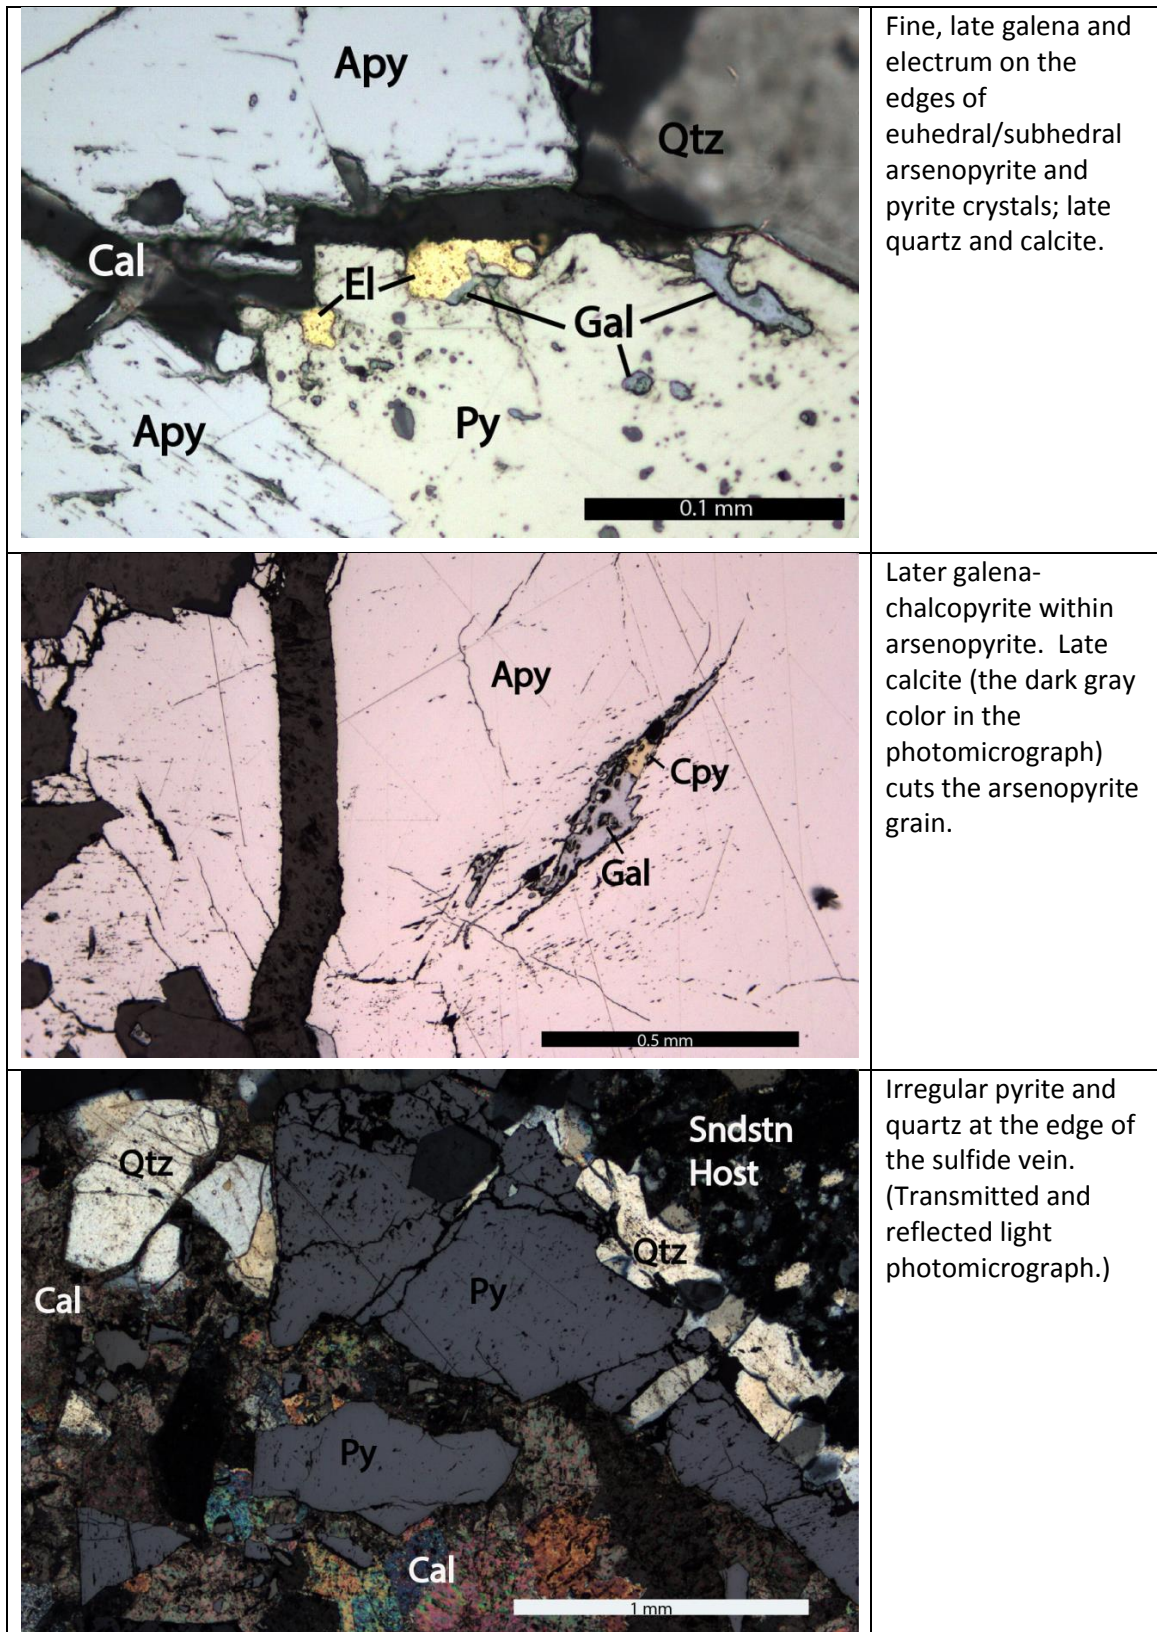 Apy
Qtz
Cal
El
Gal
Apy
Py
0.1 mm
Fine, late galena and
electrum on the
edges of
euhedral/subhedral
arsenopyrite and
pyrite crystals; late
quartz and calcite.
Apy
Cpy
Gal
0.5 mm
Later galena-
chalcopyrite within
arsenopyrite.  Late
calcite (the dark gray
color in the
photomicrograph)
cuts the arsenopyrite
grain.
Sndstn
Host
Qtz
Qtz
Py
Cal
Py
Cal
1 mm
Irregular pyrite and
quartz at the edge of
the sulfide vein.
(Transmitted and
reflected light
photomicrograph.)